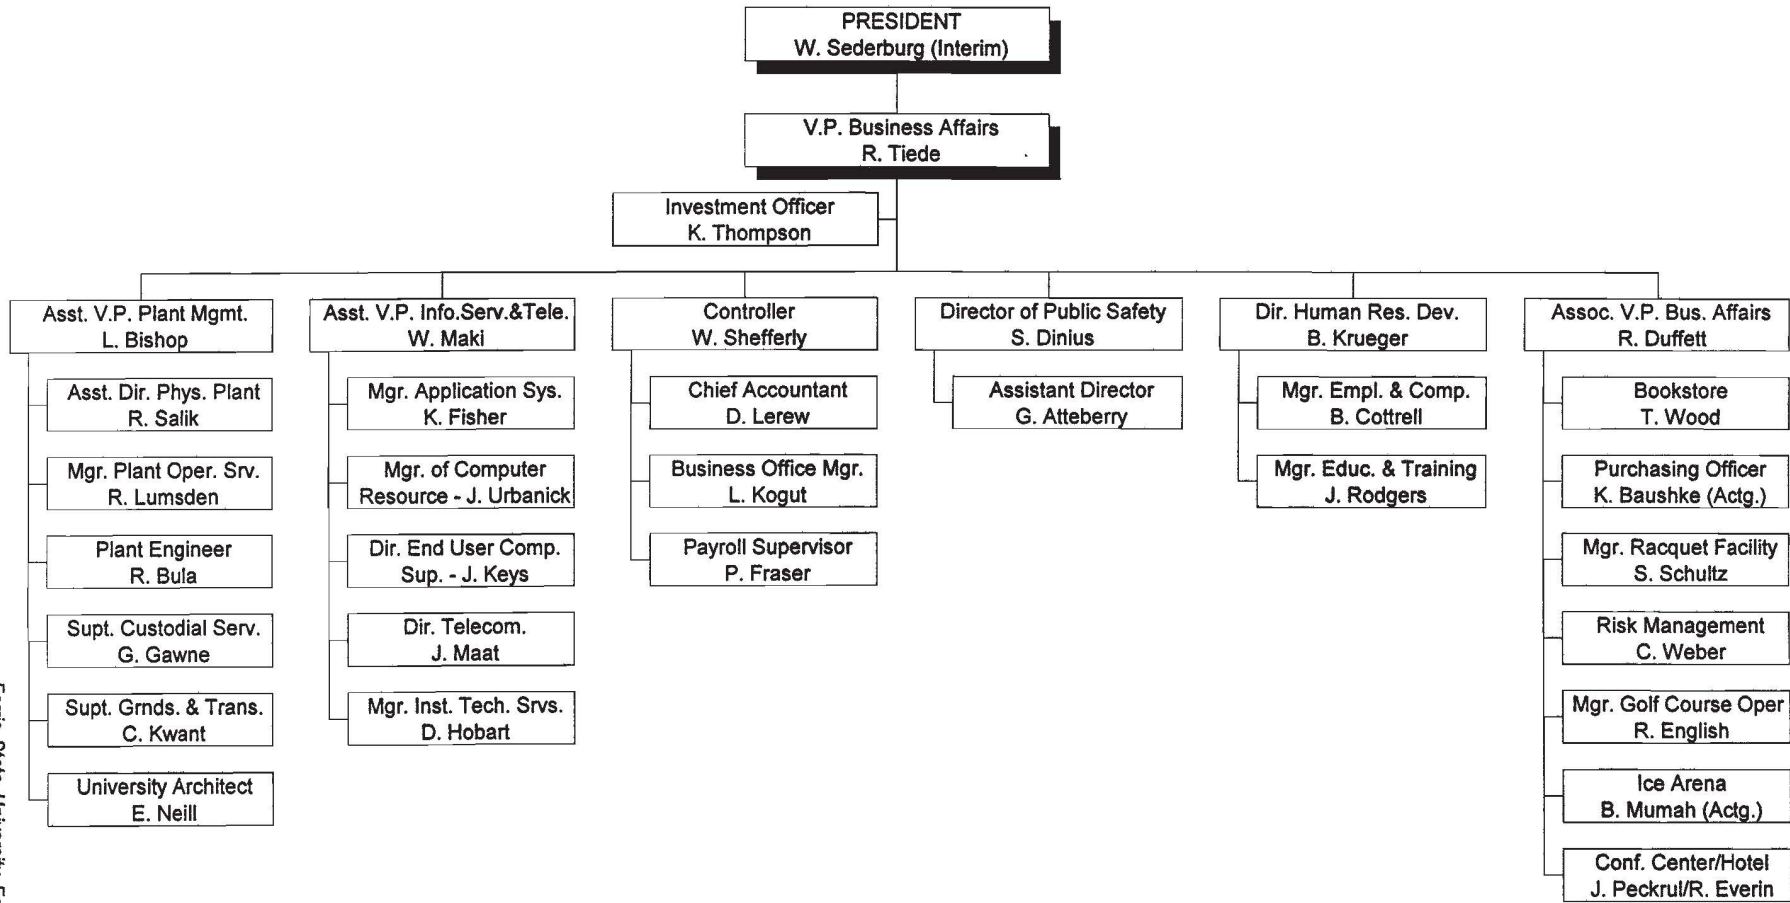 PRESIDENT
W. Sederburg (Interim)
V.P. Business Affairs
R. Tiede
Investment Officer
K. Thompson
Asst. V.P. Plant Mgmt.
L. Bishop
Asst. Dir. Phys. Plant
R. Salik
Mgr. Plant Oper. Srv.
R. Lumsden
Plant Engineer
R. Bula
Supt. Custodial Serv.
G. Gawne
Supt. Grnds. & Trans.
C. Kwant
University Architect
E. Neill
Asst. V.P. Info.Serv.&Tele.
W. Maki
Mgr. Application Sys.
K. Fisher
Mgr. of Computer
Resource - J. Urbanick
Dir. End User Comp.
Sup. - J. Keys
Dir. Telecom.
J. Maat
Mgr. Inst. Tech. Srvs.
D. Hobart
Controller
W. Shefferly
Chief Accountant
D. Lerew
Business Office Mgr.
L. Kogut
Payroll Supervisor
P. Fraser
Director of Public Safety
S. Dinius
Assistant Director
G. Atteberry
Dir. Human Res. Dev.
B. Krueger
Mgr. Empl. & Comp.
B. Cottrell
Mgr. Educ. & Training
J. Rodgers
Assoc. V.P. Bus. Affairs
R. Duffett
Bookstore
T. Wood
Purchasing Officer
K. Baushke (Actg.)
Mgr. Racquet Facility
S. Schultz
Risk Management
C. Weber
Mgr. Golf Course Oper
R. English
Ice Arena
B. Mumah (Actg.)
Conf. Center/Hotel
J. Peckrul/R. Everin